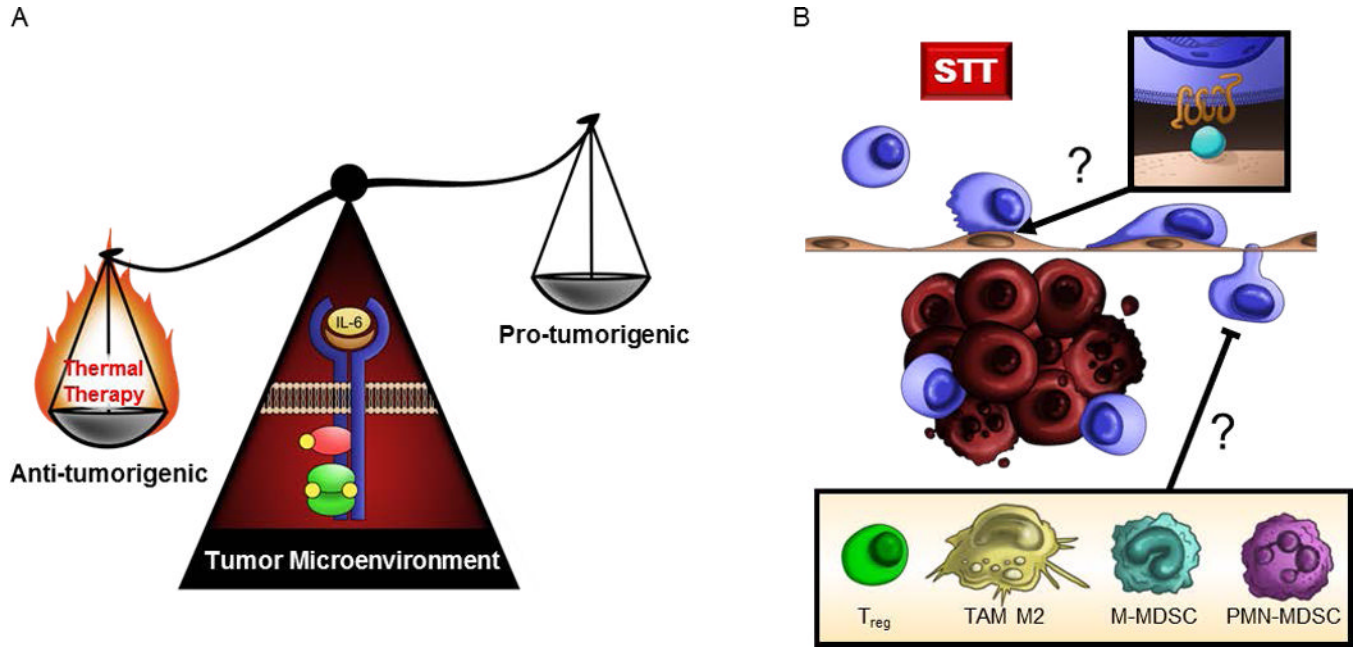 A
Thermal
Therapy
Anti-tumorigenic
IL-6
Tumor Microenvironment
Pro-tumorigenic
B
STT
?
?
Treg
TAM M2
M-MDSC
PMN-MDSC